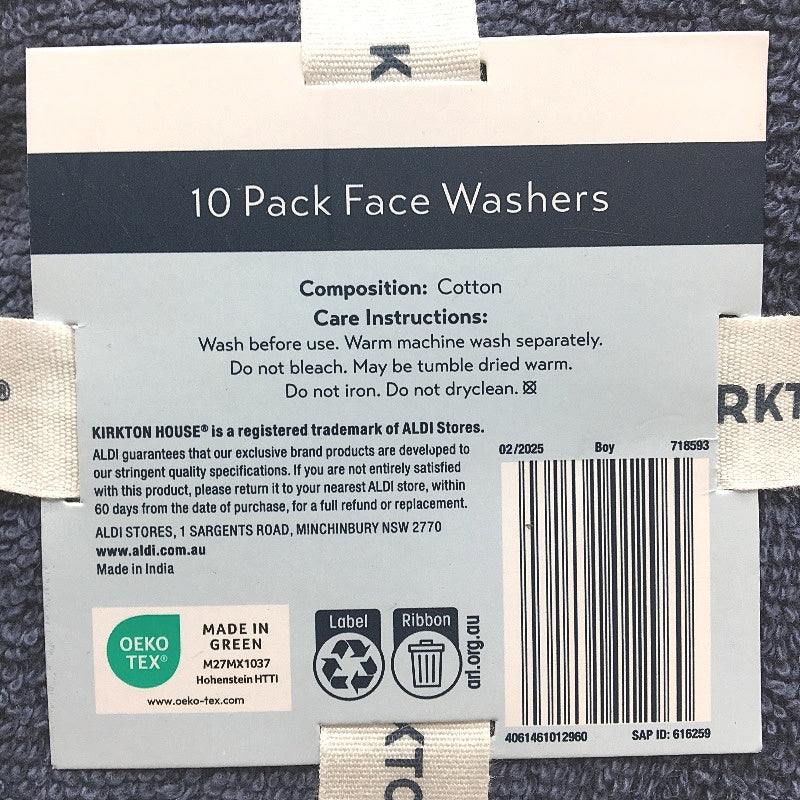 K
10 Pack Face Washers
Composition: Cotton
Care Instructions:
Wash before use. Warm machine wash separately.
Do not bleach. May be tumble dried warm.
Do not iron. Do not dryclean.
®
RKT
KIRKTON HOUSE® is a registered trademark of ALDI Stores.
ALDI guarantees that our exclusive brand products are developed to
our stringent quality specifications. If you are not entirely satisfied
with this product, please return it to your nearest ALDI store, within
60 days from the date of purchase, for a full refund or replacement.
ALDI STORES, 1 SARGENTS ROAD, MINCHINBURY NSW 2770
www.aldi.com.au
Made in India
02/2025 Boy 718593
OEKO
TEX®
MADE IN
GREEN
M27MX1037
Hohenstein HTTI
www.oeko-tex.com
Label
Ribbon
arl.org.au
4061461012960 SAP ID: 616259
KTO